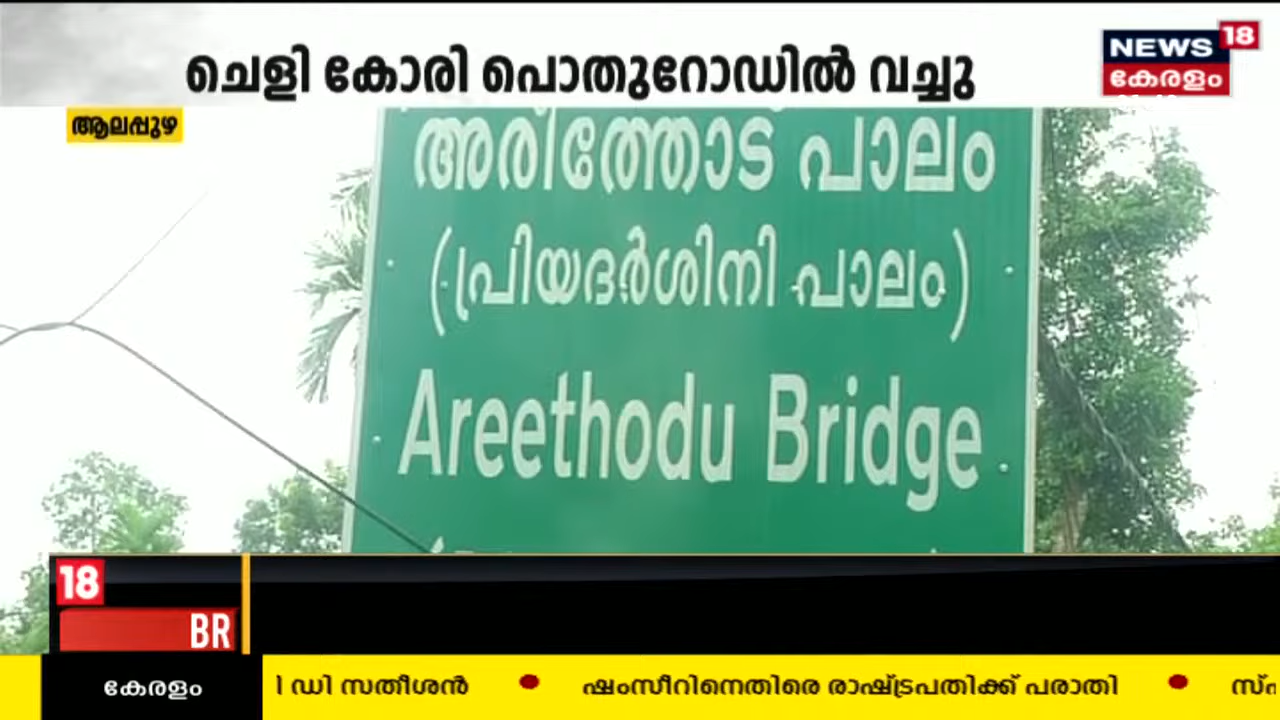 ചെളി കോരി പൊതുറോഡിൽ വച്ചു
NEWS 18
കേരളം
ആലപ്പുഴ
അരീത്തോട് പാലം
(പ്രിയദർശിനി പാലം)
Areethodu Bridge
18
BR
കേരളം
ഡി സതീശൻ • ഷംസീറിനെതിരെ രാഷ്ട്രപതിക്ക് പരാതി •